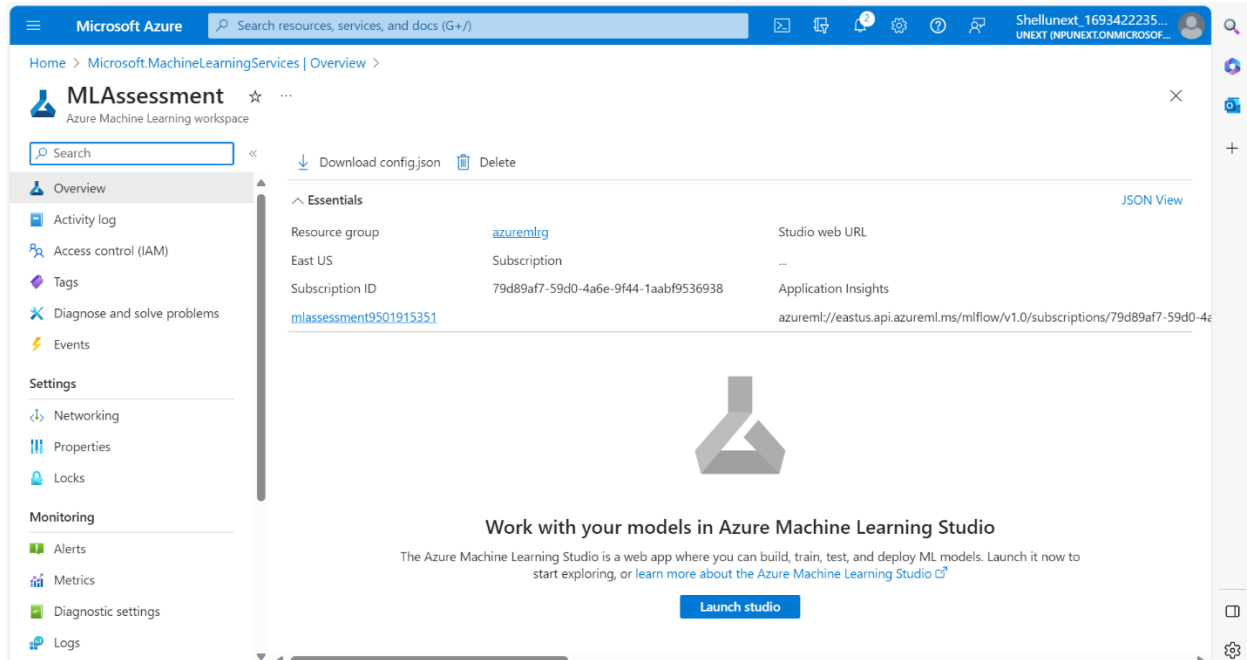 Microsoft Azure
Search resources, services, and docs (G+/)
2
Shellunext_1693422235...
UNEXT (NPUNEXT.ONMICROSOF...
Home > Microsoft.MachineLearningServices | Overview >
MLAssessment
Azure Machine Learning workspace
Search
Overview
Activity log
Access control (IAM)
Tags
Diagnose and solve problems
Events
Settings
Networking
Properties
Locks
Monitoring
Alerts
Metrics
Diagnostic settings
Logs
Download config.json Delete
Essentials JSON View
Resource group azuremlrg Studio web URL
East US Subscription ...
Subscription ID 79d89af7-59d0-4a6e-9f44-1aabf9536938 Application Insights
mlassessment9501915351 azureml://eastus.api.azureml.ms/mlflow/v1.0/subscriptions/79d89af7-59d0-4a
Work with your models in Azure Machine Learning Studio
The Azure Machine Learning Studio is a web app where you can build, train, test, and deploy ML models. Launch it now to
start exploring, or learn more about the Azure Machine Learning Studio
Launch studio